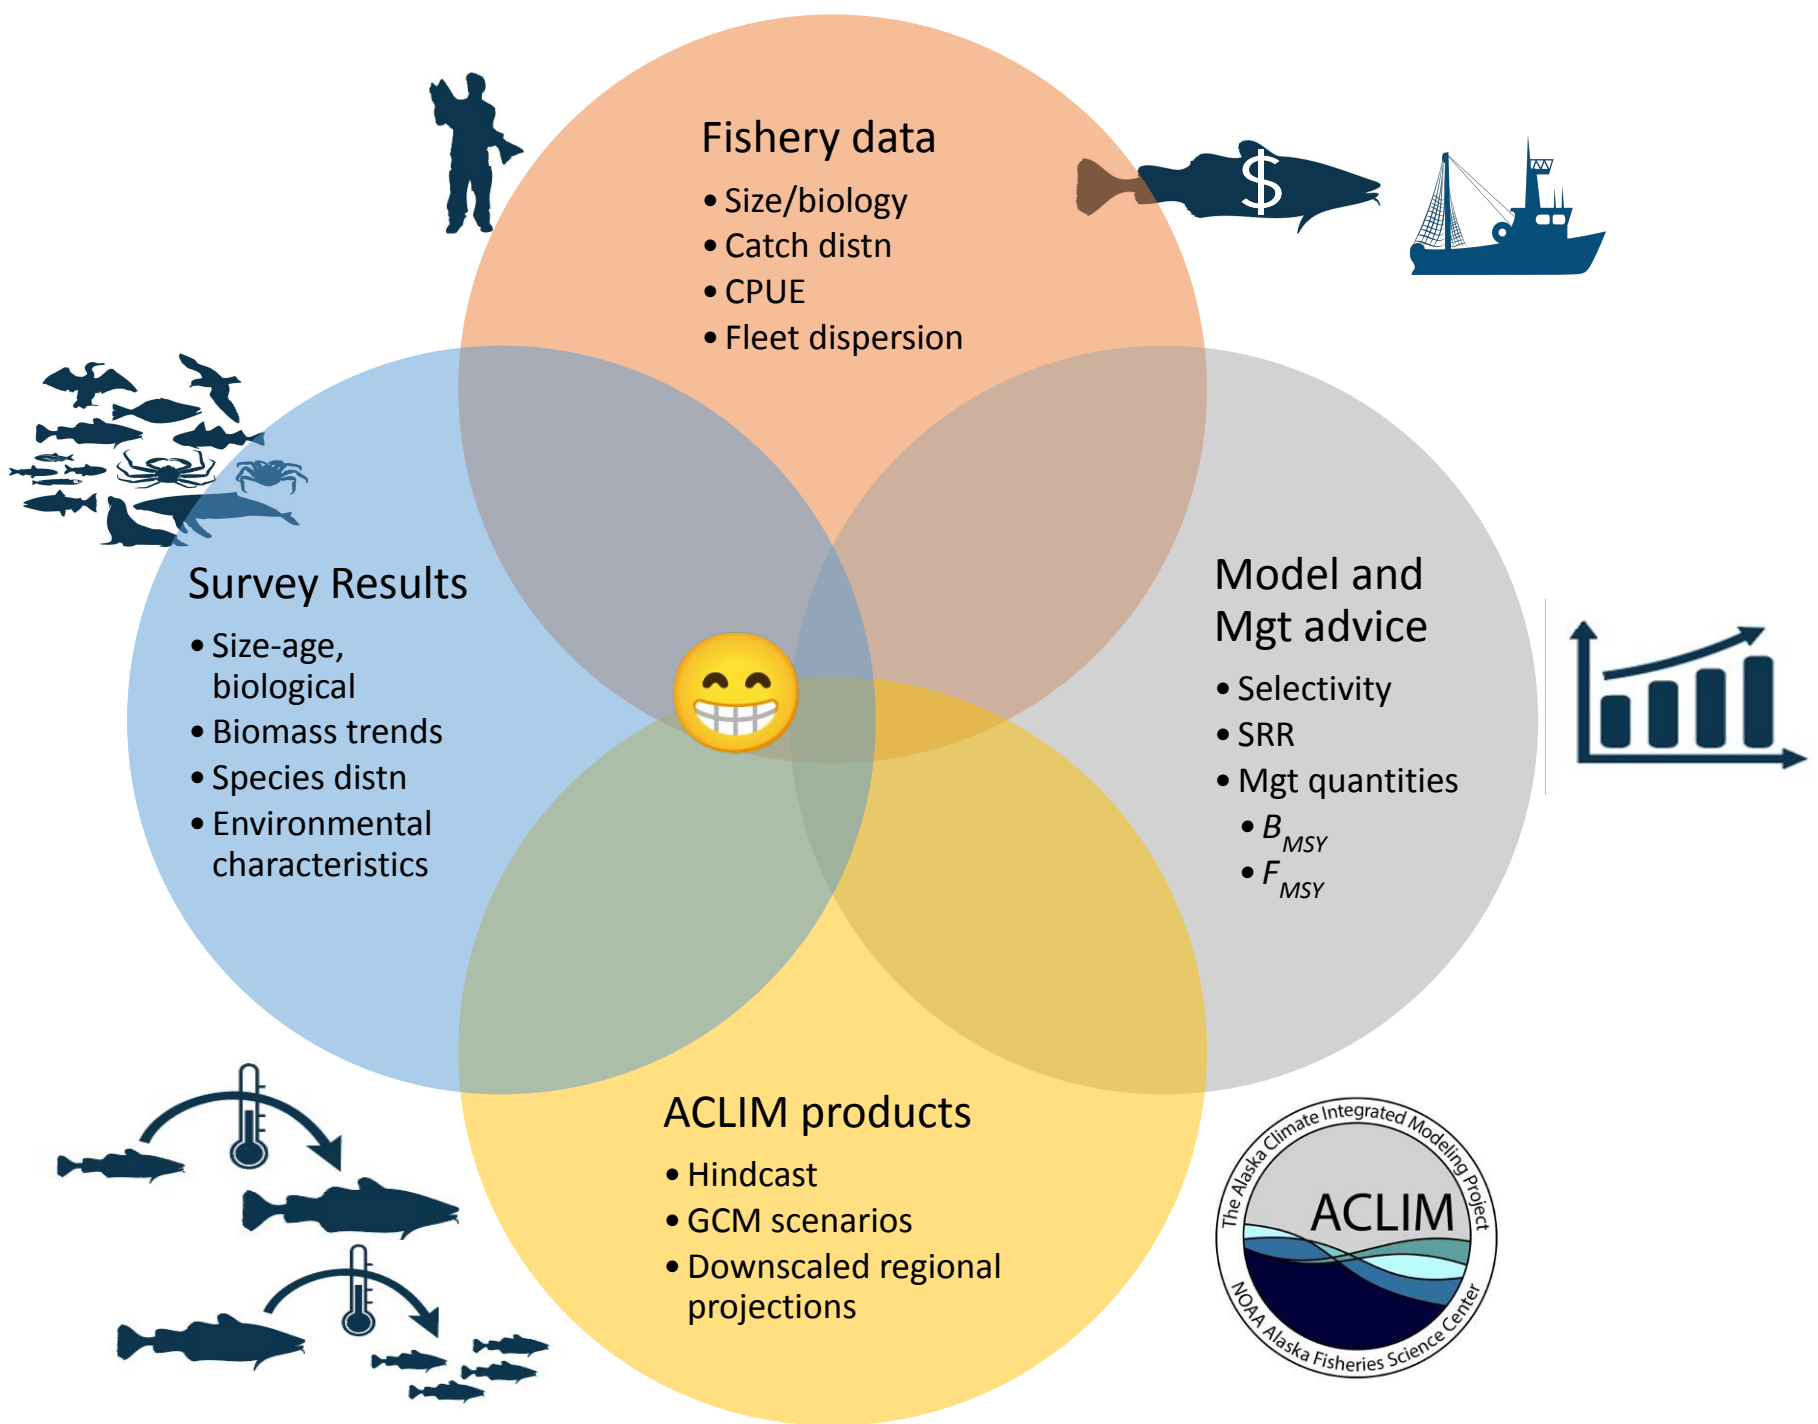 Fishery data
• Size/biology
• Catch distn
• CPUE
• Fleet dispersion
$
Survey Results
• Size-age,
biological
• Biomass trends
• Species distn
• Environmental
characteristics
Model and
Mgt advice
• Selectivity
• SRR
• Mgt quantities
• B_MSY
• F_MSY
ACLIM products
• Hindcast
• GCM scenarios
• Downscaled regional
projections
The Alaska Climate Integrated Modeling Project
ACLIM
NOAA Alaska Fisheries Science Center